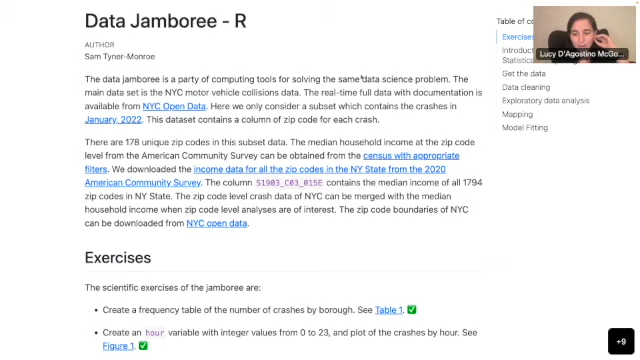 Data Jamboree - R
AUTHOR
Sam Tyner-Monroe
The data jamboree is a party of computing tools for solving the same data science problem. The
main data set is the NYC motor vehicle collisions data. The real-time full data with documentation is
available from NYC Open Data. Here we only consider a subset which contains the crashes in
January, 2022. This dataset contains a column of zip code for each crash.
There are 178 unique zip codes in this subset data. The median household income at the zip code
level from the American Community Survey can be obtained from the census with appropriate
filters. We downloaded the income data for all the zip codes in the NY State from the 2020
American Community Survey. The column S1903_C03_015E contains the median income of all 1794
zip codes in NY State. The zip code level crash data of NYC can be merged with the median
household income when zip code level analyses are of interest. The zip code boundaries of NYC
can be downloaded from NYC open data.
Exercises
The scientific exercises of the jamboree are:
• Create a frequency table of the number of crashes by borough. See Table 1. ✅
• Create an hour variable with integer values from 0 to 23, and plot of the crashes by hour. See
Figure 1. ✅
Table of co
Exercises
Introduct
Statistica
Get the data
Data cleaning
Exploratory data analysis
Mapping
Model Fitting
Lucy D'Agostino McGo...
+9